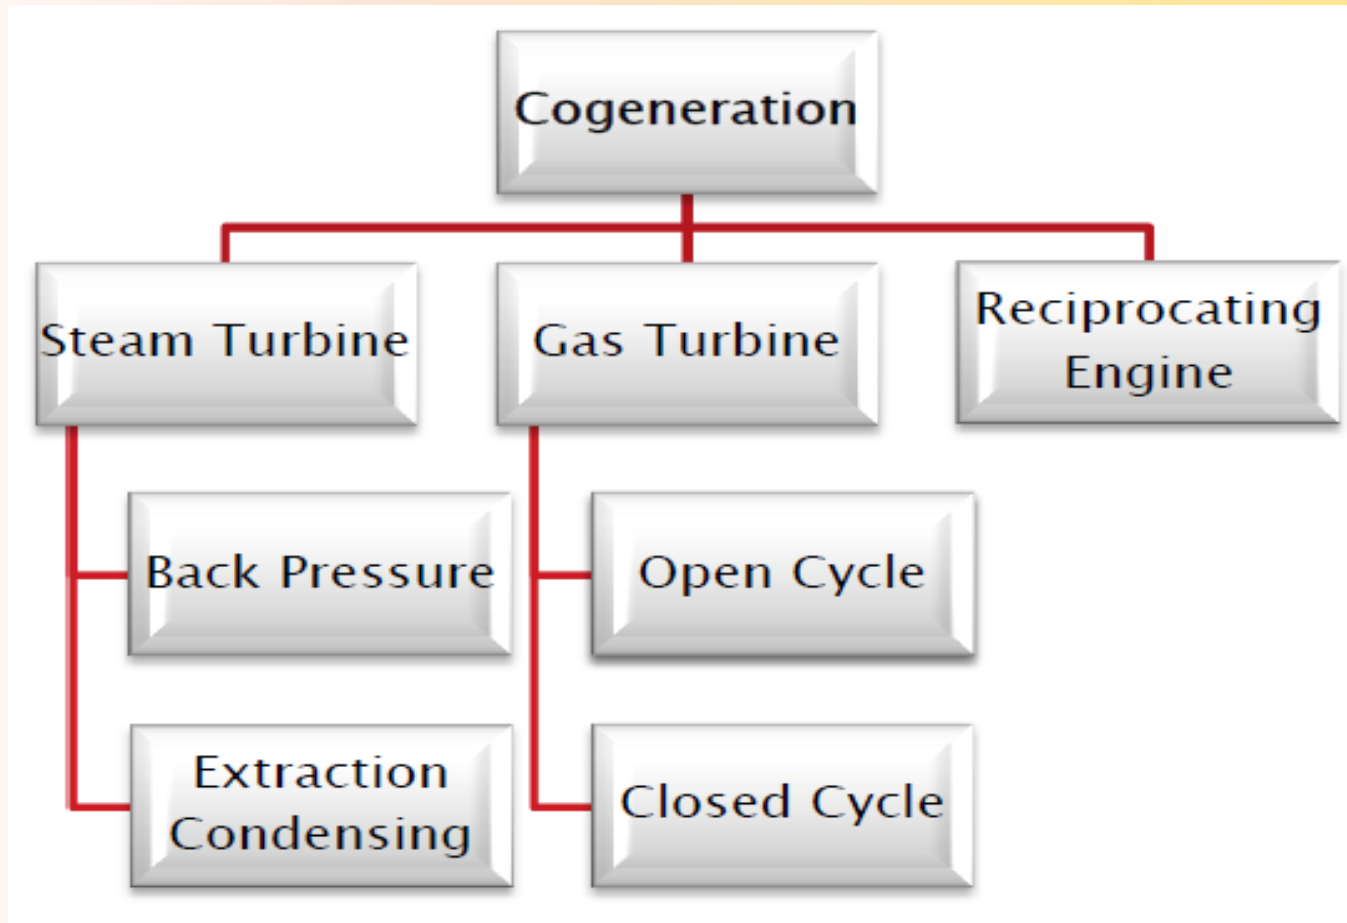 Cogeneration
Steam Turbine
Gas Turbine
Reciprocating
Engine
Back Pressure
Open Cycle
Extraction
Condensing
Closed Cycle